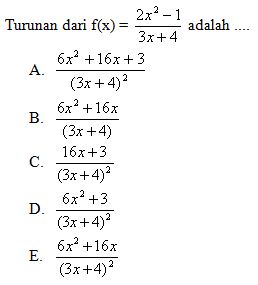 Turunan dari f(x) = \frac{2x^2 - 1}{3x + 4} adalah ....
A. \frac{6x^2 + 16x + 3}{(3x + 4)^2}
B. \frac{6x^2 + 16x}{(3x + 4)}
C. \frac{16x + 3}{(3x + 4)^2}
D. \frac{6x^2 + 3}{(3x + 4)^2}
E. \frac{6x^2 + 16x}{(3x + 4)^2}